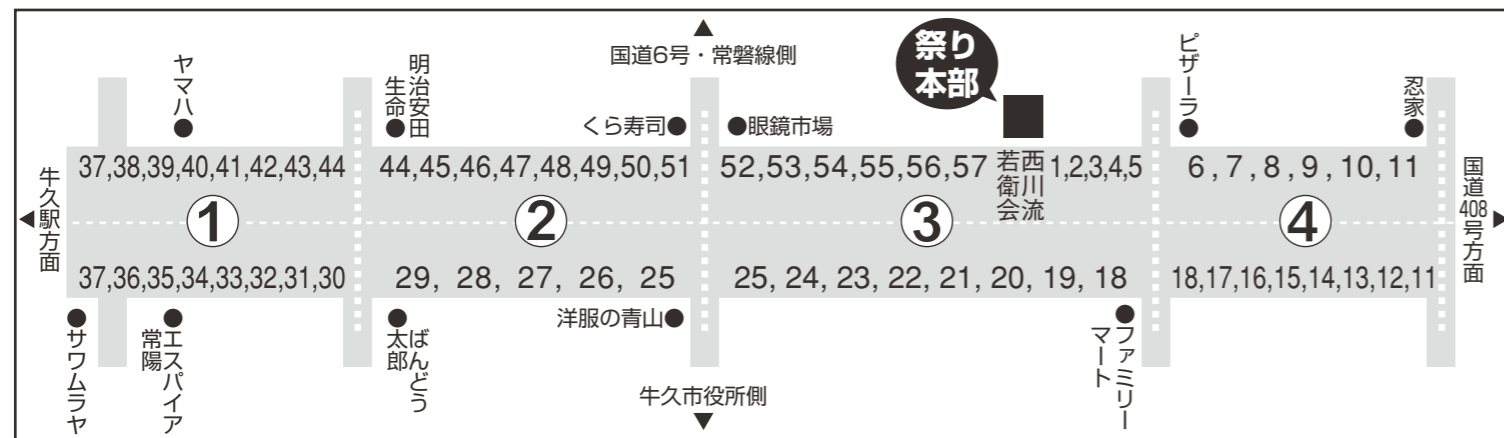 ▲
国道6号・常磐線側
祭り
本部
ヤマハ
明治安田
生命
くら寿司
眼鏡市場
ピザーラ
忍家
37,38,39,40,41,42,43,44
44,45,46,47,48,49,50,51
52,53,54,55,56,57
西川流
若衛会
1,2,3,4,5
6,7,8,9,10,11
◀牛久駅方面
①
②
③
④
国道408号方面▶
37,36,35,34,33,32,31,30
29, 28, 27, 26, 25
25, 24, 23, 22, 21, 20, 19, 18
18,17,16,15,14,13,12,11
サワムラヤ
エスパイア
常陽
ばんどう
太郎
洋服の青山
ファミリー
マート
牛久市役所側
▼